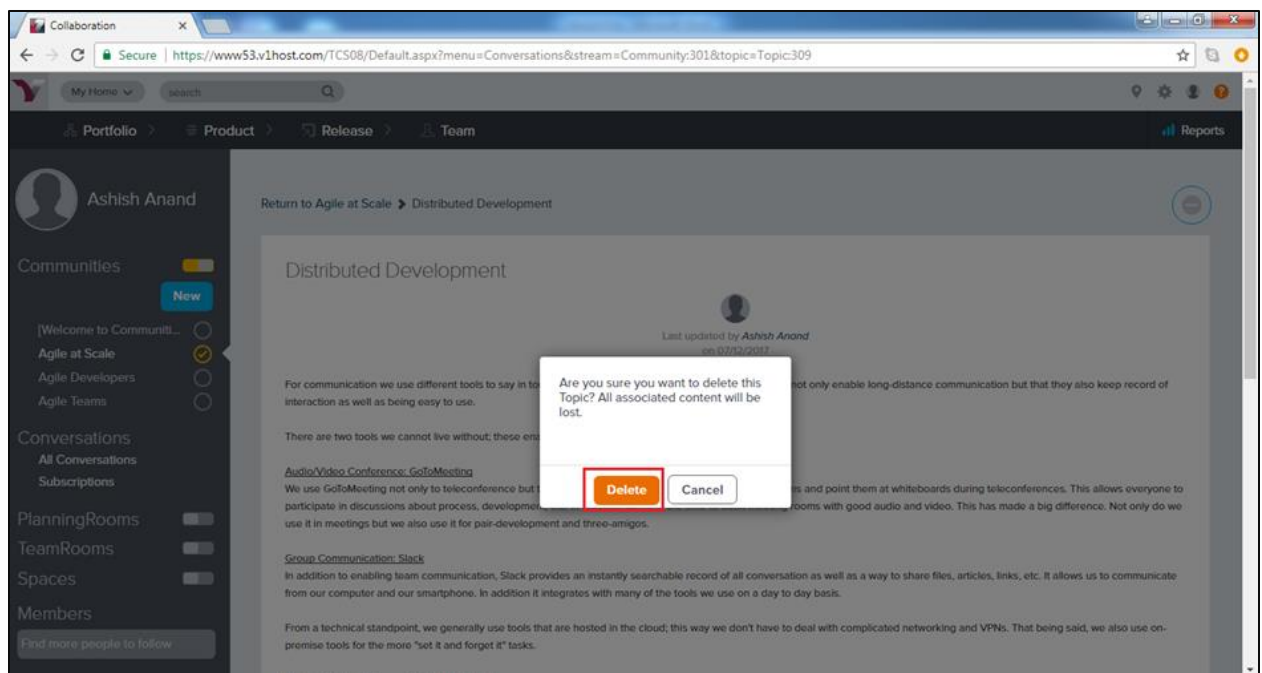 Collaboration
Secure | https://www53.v1host.com/TCS08/Default.aspx?menu=Conversations&stream=Community:301&topic=Topic:309
My Home search
Portfolio Product Release Team Reports
Ashish Anand
Communities
New
[Welcome to Communiti...
Agile at Scale
Agile Developers
Agile Teams
Conversations
All Conversations
Subscriptions
PlanningRooms
TeamRooms
Spaces
Members
Find more people to follow
Return to Agile at Scale > Distributed Development
Distributed Development
Last updated by Ashish Anand
on 07/12/2017
For communication we use different tools to say in to
not only enable long-distance communication but that they also keep record of
interaction as well as being easy to use.
There are two tools we cannot live without; these ena
Audio/Video Conference: GoToMeeting
We use GoToMeeting not only to teleconference but
and point them at whiteboards during teleconferences. This allows everyone to
participate in discussions about process, development,
rooms with good audio and video. This has made a big difference. Not only do we
use it in meetings but we also use it for pair-development and three-amigos.
Group Communication: Slack
In addition to enabling team communication, Slack provides an instantly searchable record of all conversation as well as a way to share files, articles, links, etc. It allows us to communicate
from our computer and our smartphone. In addition it integrates with many of the tools we use on a day to day basis.
From a technical standpoint, we generally use tools that are hosted in the cloud; this way we don't have to deal with complicated networking and VPNs. That being said, we also use on-
premise tools for the more "set it and forget it" tasks.
Are you sure you want to delete this
Topic? All associated content will be
lost.
Delete Cancel